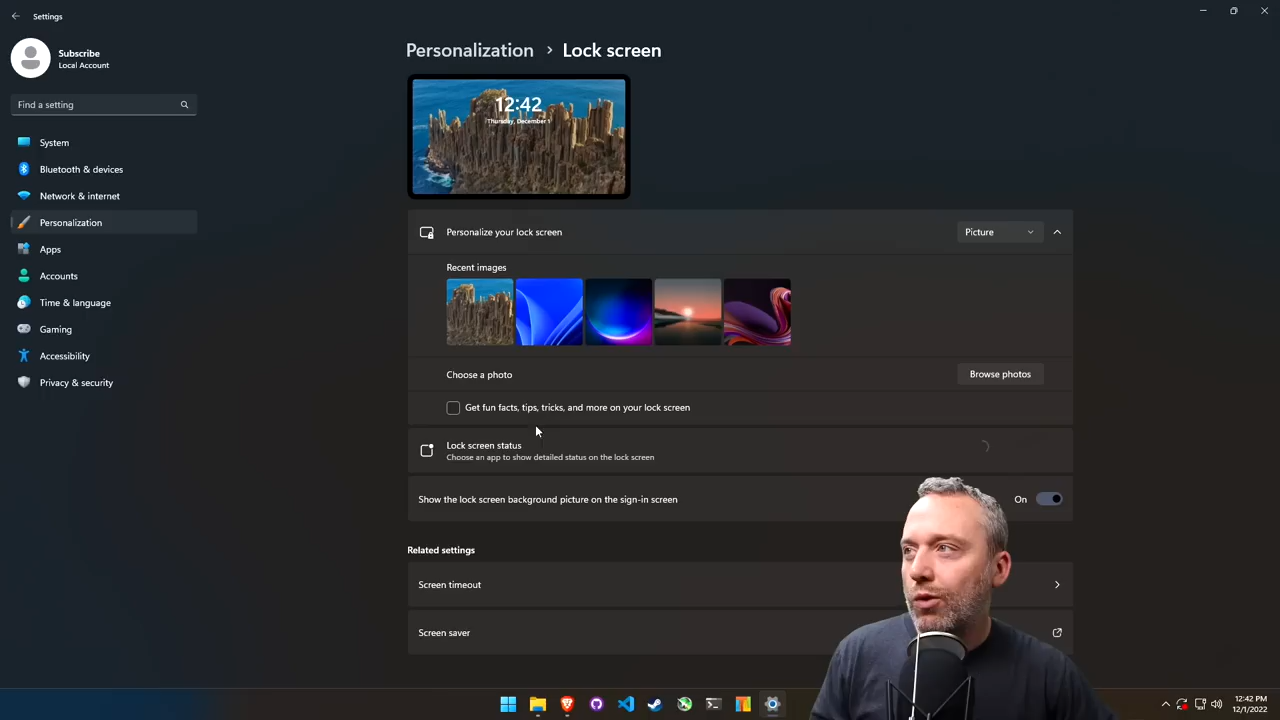 Settings
Subscribe
Local Account
Find a setting
System
Bluetooth & devices
Network & internet
Personalization
Apps
Accounts
Time & language
Gaming
Accessibility
Privacy & security
Personalization > Lock screen
12:42
Thursday, December 1
Personalize your lock screen
Picture
Recent images
Choose a photo
Browse photos
Get fun facts, tips, tricks, and more on your lock screen
Lock screen status
Choose an app to show detailed status on the lock screen
Show the lock screen background picture on the sign-in screen
On
Related settings
Screen timeout
Screen saver
12:42 PM
12/1/2022